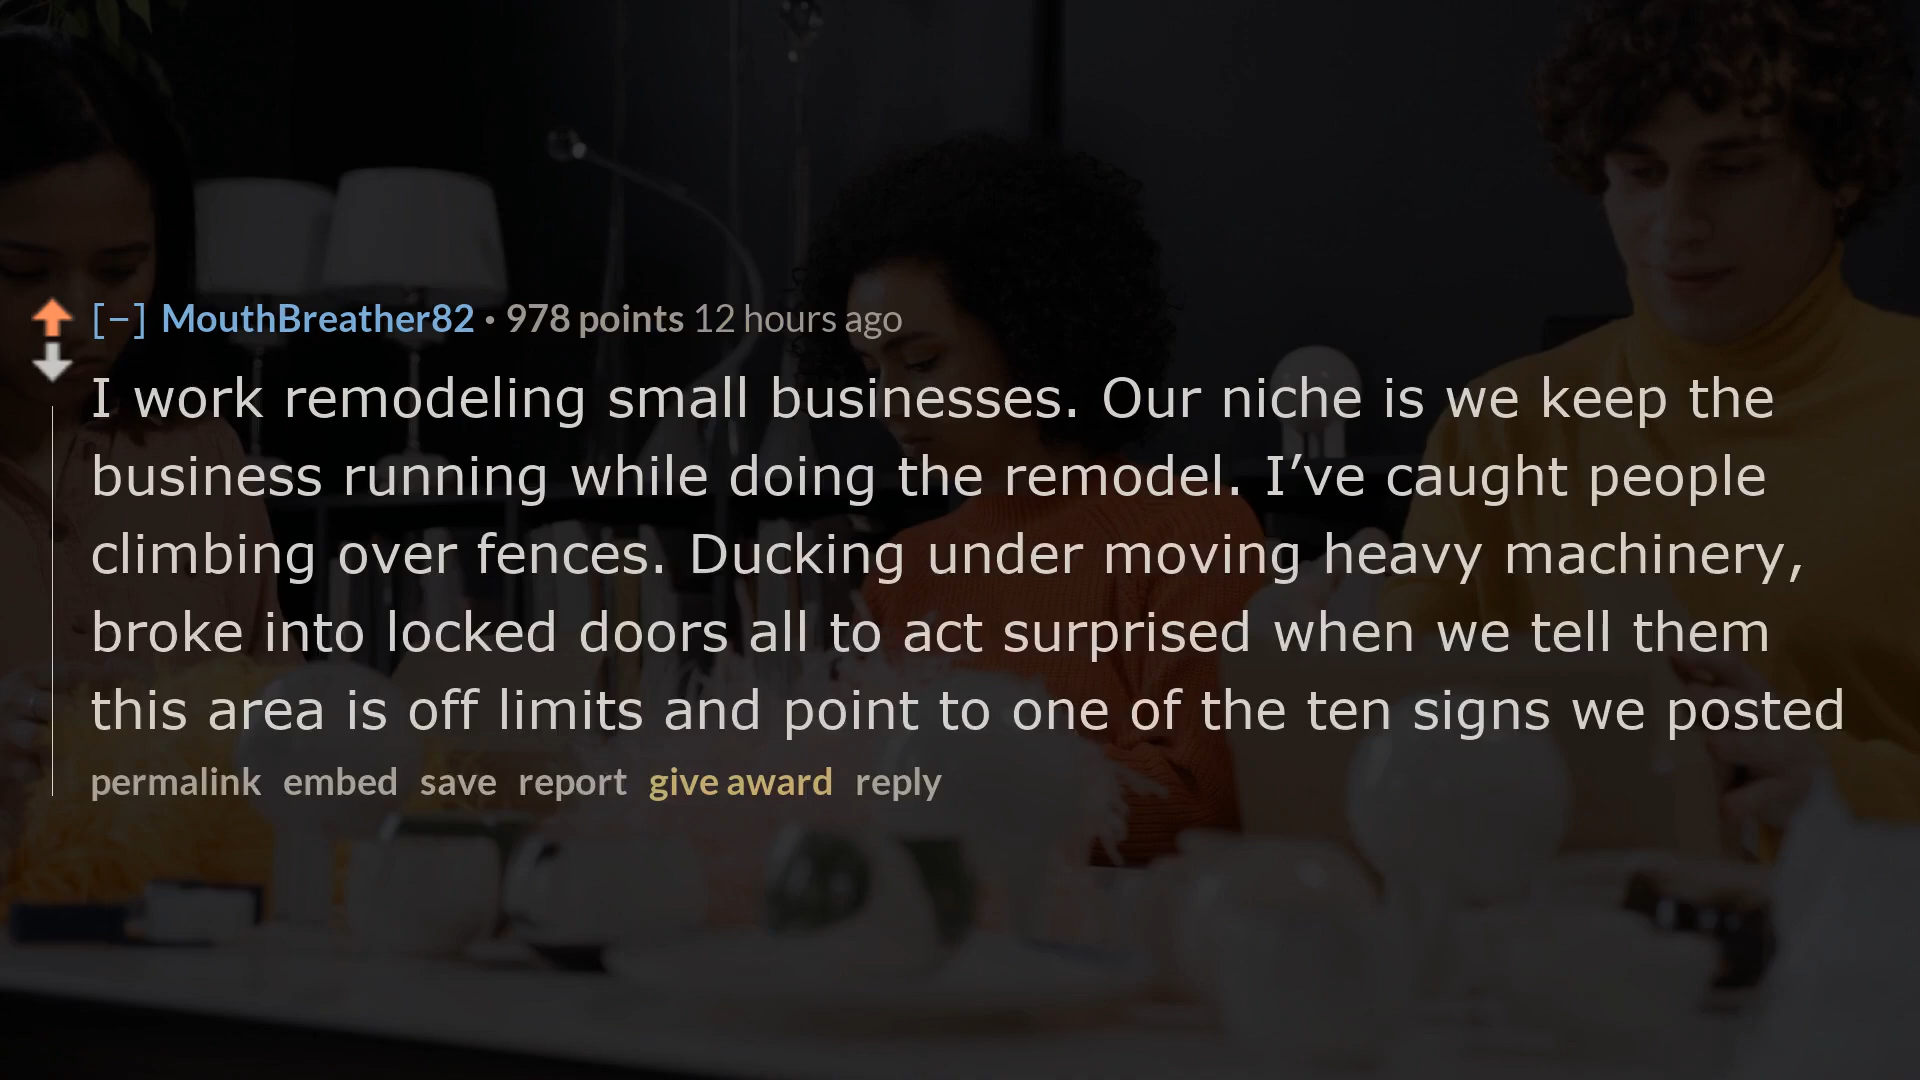 [–] MouthBreather82 · 978 points 12 hours ago
I work remodeling small businesses. Our niche is we keep the
business running while doing the remodel. I’ve caught people
climbing over fences. Ducking under moving heavy machinery,
broke into locked doors all to act surprised when we tell them
this area is off limits and point to one of the ten signs we posted
permalink embed save report give award reply